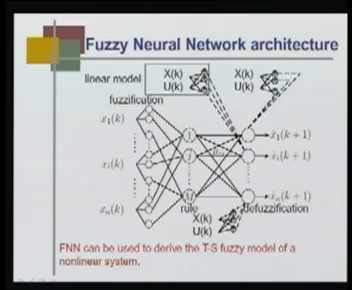 Fuzzy Neural Network architecture
linear model
X(k)
U(k)
X(k)
U(k)
fuzzification
x₁(k)
x̂₁(k+1)
xᵢ(k)
x̂ᵢ(k+1)
xₙ(k)
x̂ₙ(k+1)
rule
defuzzification
X(k)
U(k)
FNN can be used to derive the T-S fuzzy model of a
nonlinear system.